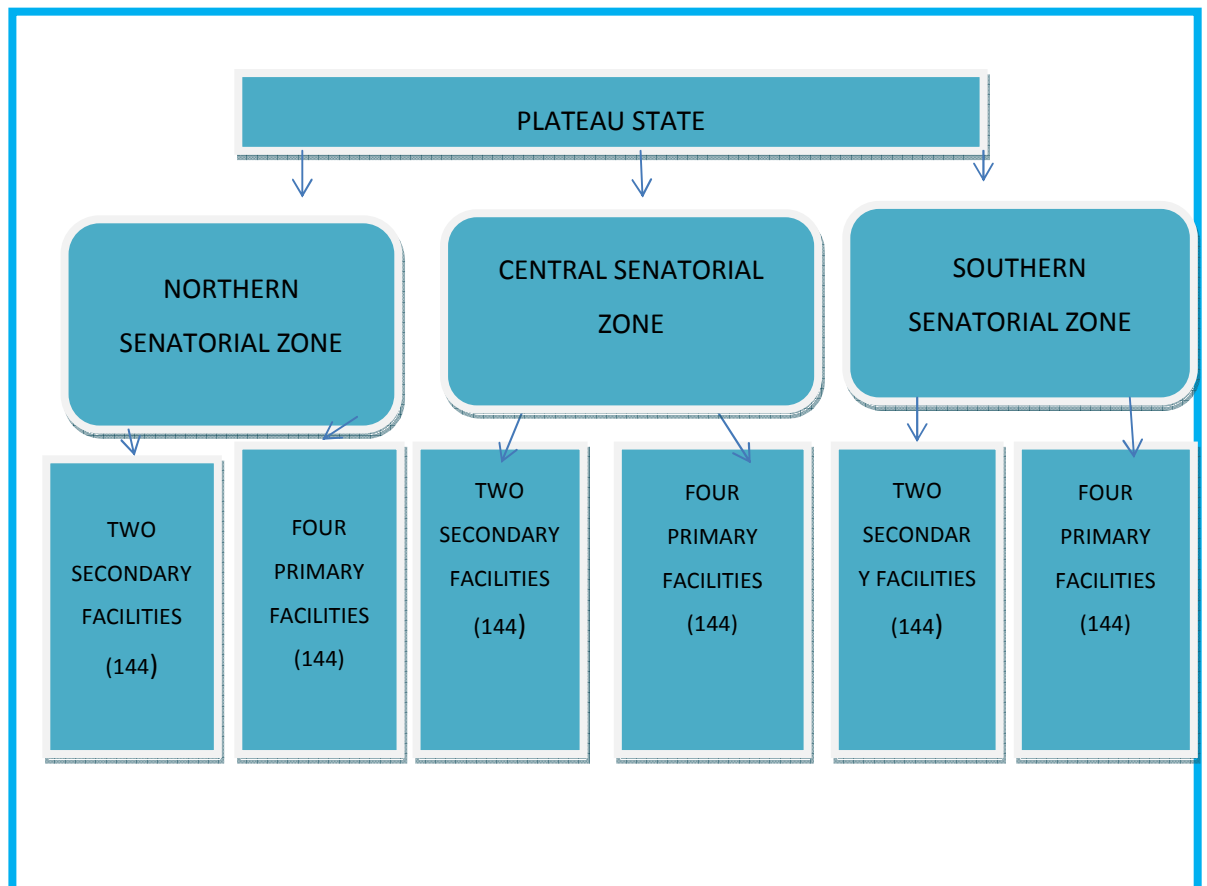 PLATEAU STATE
NORTHERN
SENATORIAL ZONE
CENTRAL SENATORIAL
ZONE
SOUTHERN
SENATORIAL ZONE
TWO
SECONDARY
FACILITIES
(144)
FOUR
PRIMARY
FACILITIES
(144)
TWO
SECONDARY
FACILITIES
(144)
FOUR
PRIMARY
FACILITIES
(144)
TWO
SECONDAR
Y FACILITIES
(144)
FOUR
PRIMARY
FACILITIES
(144)